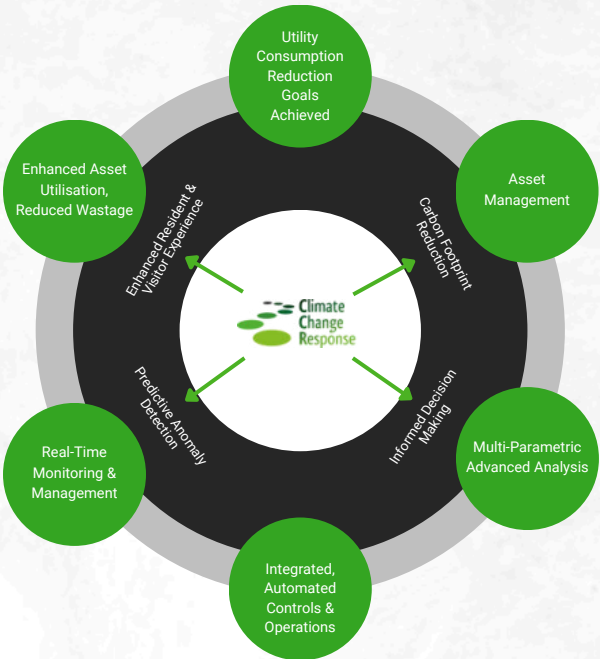 Utility
Consumption
Reduction
Goals
Achieved
Enhanced Asset
Utilisation,
Reduced Wastage
Asset
Management
Enhanced Resident &
Visitor Experience
Carbon Footprint
Reduction
Climate
Change
Response
Predictive Anomaly
Detection
Informed Decision
Making
Real-Time
Monitoring &
Management
Multi-Parametric
Advanced Analysis
Integrated,
Automated
Controls &
Operations